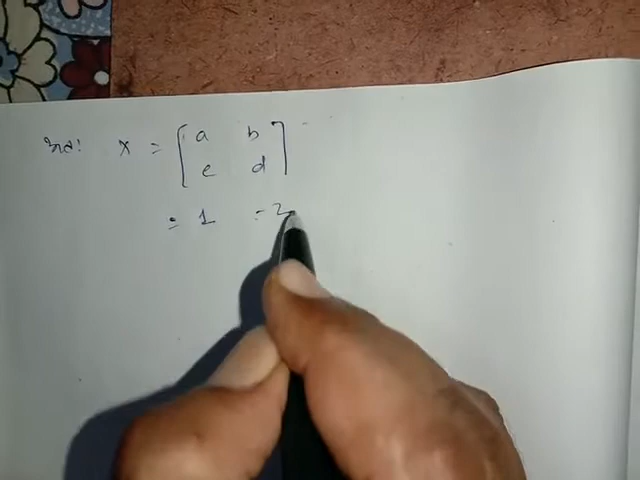 x = [ a b
c d ]
= 1 = 2